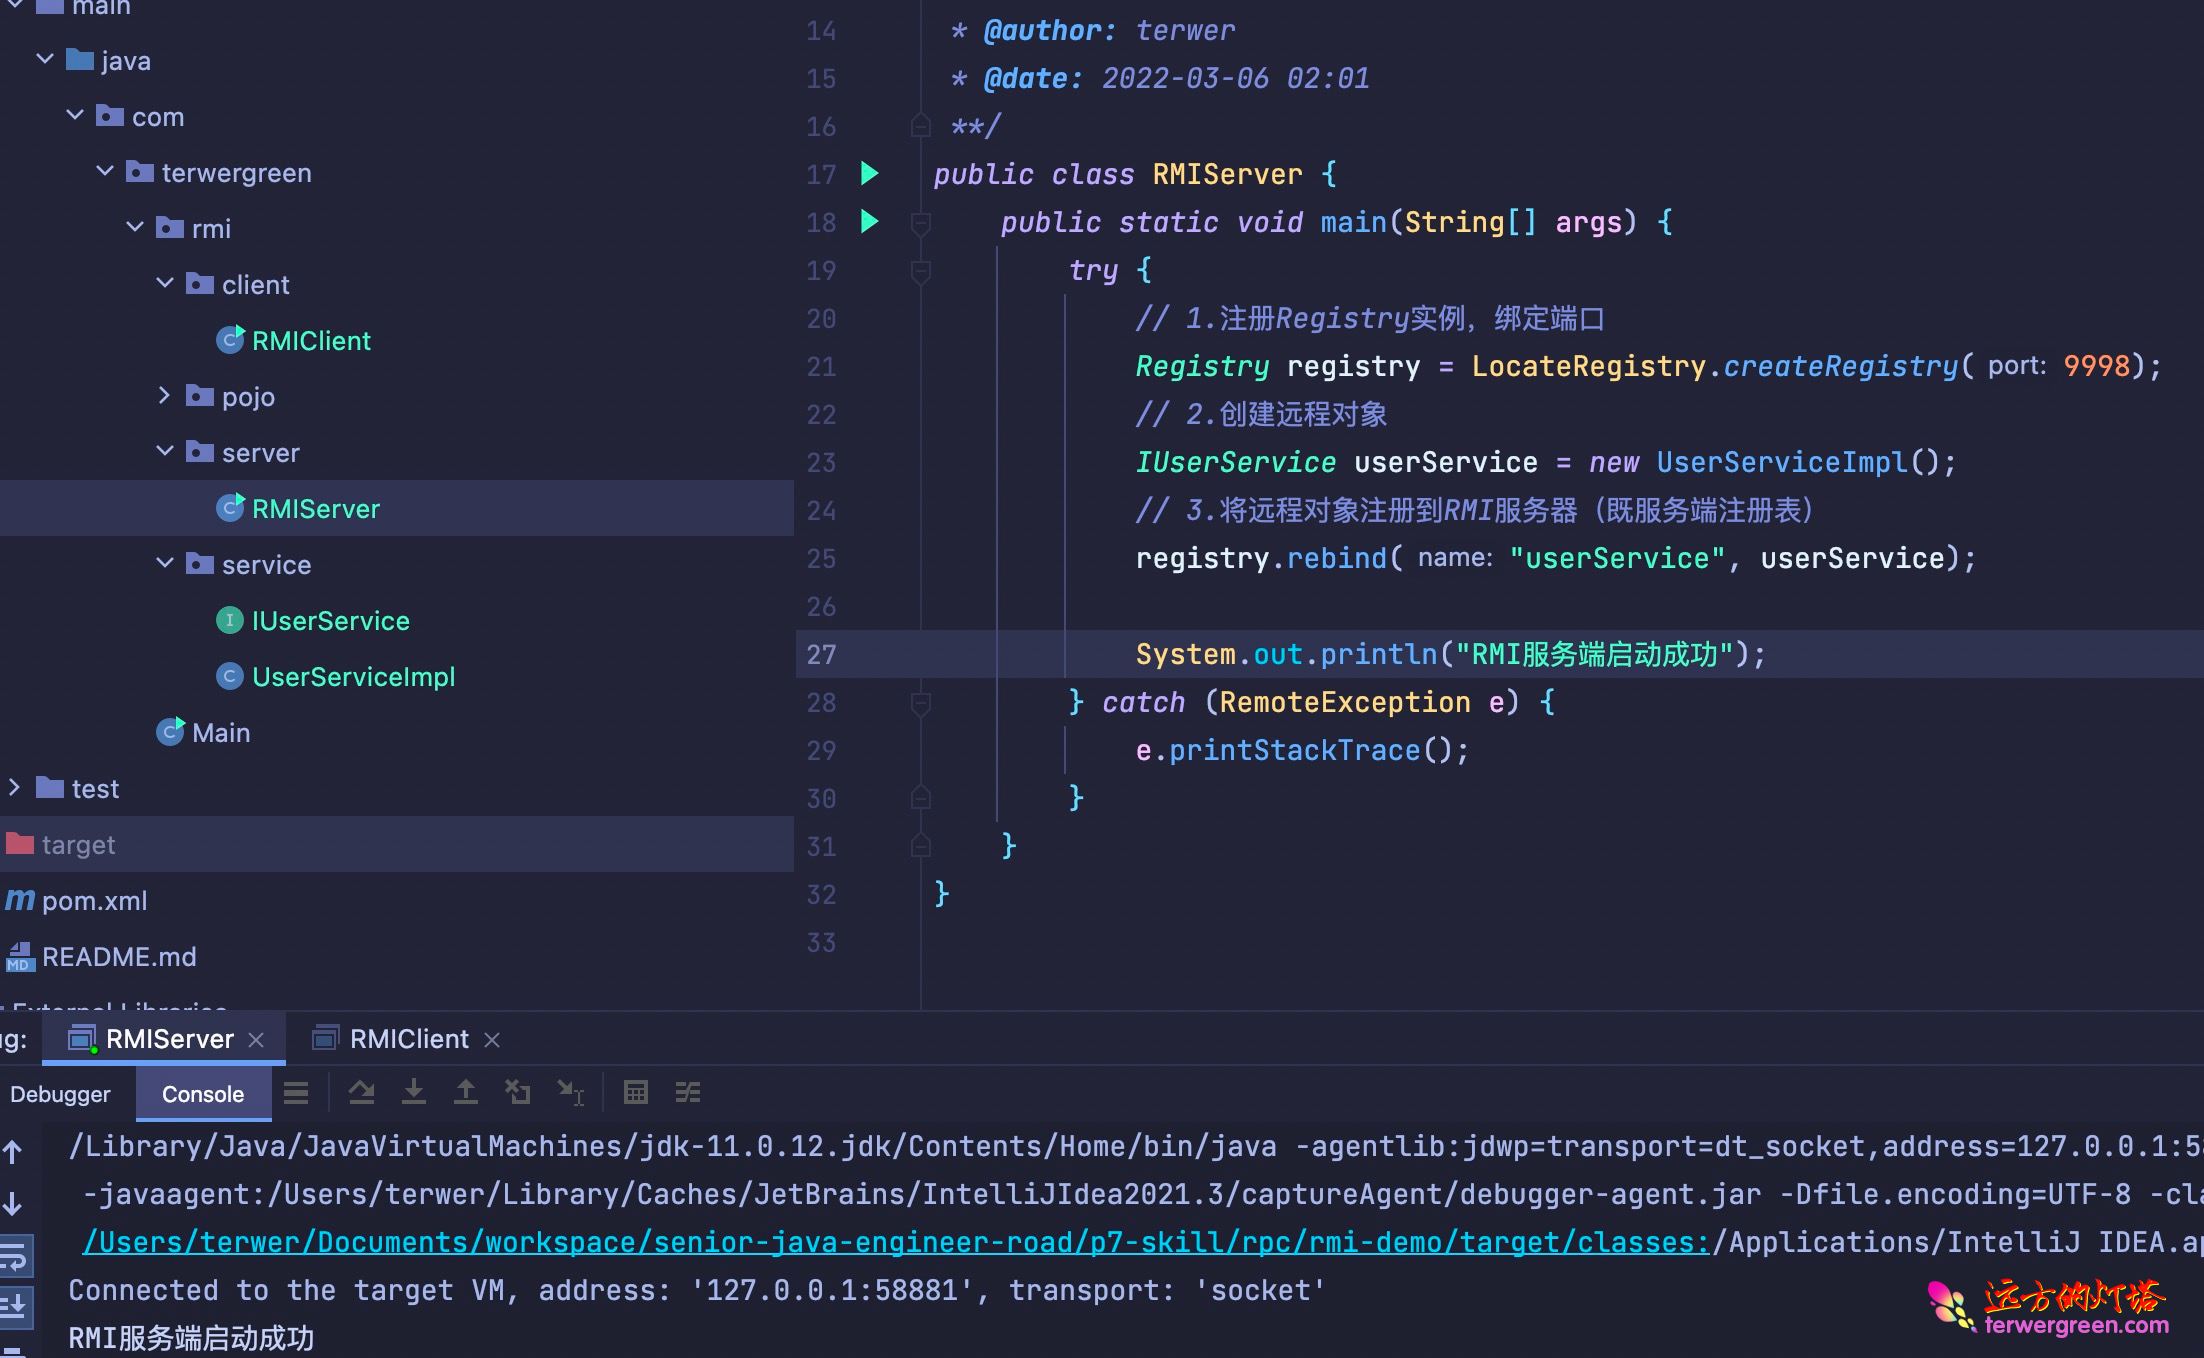 main
java
com
terwergreen
rmi
client
RMIClient
pojo
server
RMIServer
service
IUserService
UserServiceImpl
Main
test
target
pom.xml
README.md
External Libraries
14 * @author: terwer
15 * @date: 2022-03-06 02:01
16 **/
17 public class RMIServer {
18 public static void main(String[] args) {
19 try {
20 // 1.注册Registry实例，绑定端口
21 Registry registry = LocateRegistry.createRegistry( port: 9998);
22 // 2.创建远程对象
23 IUserService userService = new UserServiceImpl();
24 // 3.将远程对象注册到RMI服务器（既服务端注册表）
25 registry.rebind( name: "userService", userService);
26
27 System.out.println("RMI服务端启动成功");
28 } catch (RemoteException e) {
29 e.printStackTrace();
30 }
31 }
32 }
33
ug: RMIServer RMIClient
Debugger Console
/Library/Java/JavaVirtualMachines/jdk-11.0.12.jdk/Contents/Home/bin/java -agentlib:jdwp=transport=dt_socket,address=127.0.0.1:58
-javaagent:/Users/terwer/Library/Caches/JetBrains/IntelliJIdea2021.3/captureAgent/debugger-agent.jar -Dfile.encoding=UTF-8 -cla
/Users/terwer/Documents/workspace/senior-java-engineer-road/p7-skill/rpc/rmi-demo/target/classes:/Applications/IntelliJ IDEA.ap
Connected to the target VM, address: '127.0.0.1:58881', transport: 'socket'
RMI服务端启动成功
远方的灯塔
terwergreen.com